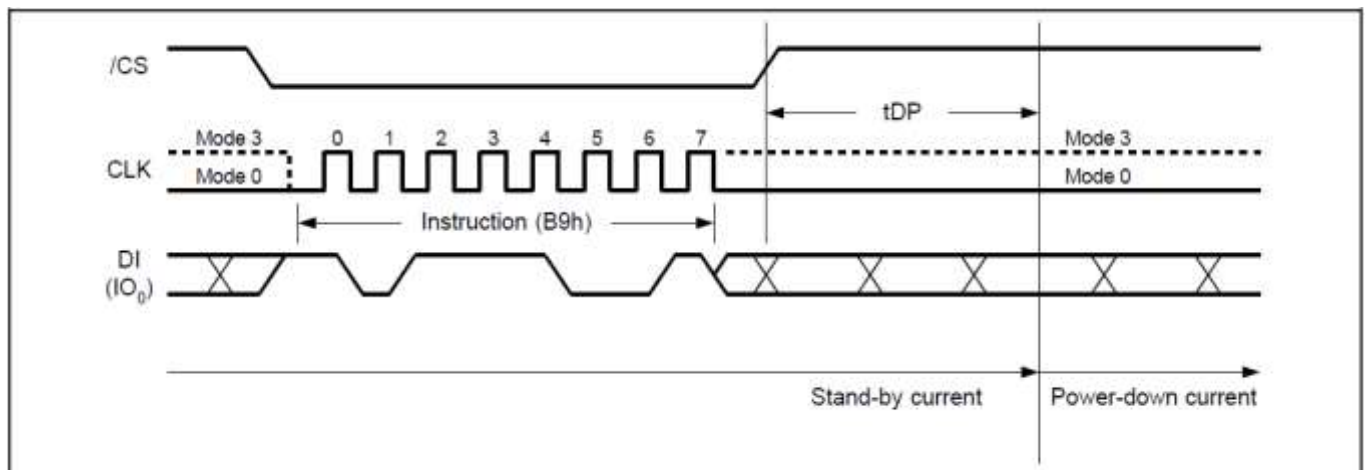 /CS
tDP
Mode 3 0 1 2 3 4 5 6 7 Mode 3
CLK
Mode 0 Mode 0
Instruction (B9h)
DI
(IO₀)
Stand-by current Power-down current